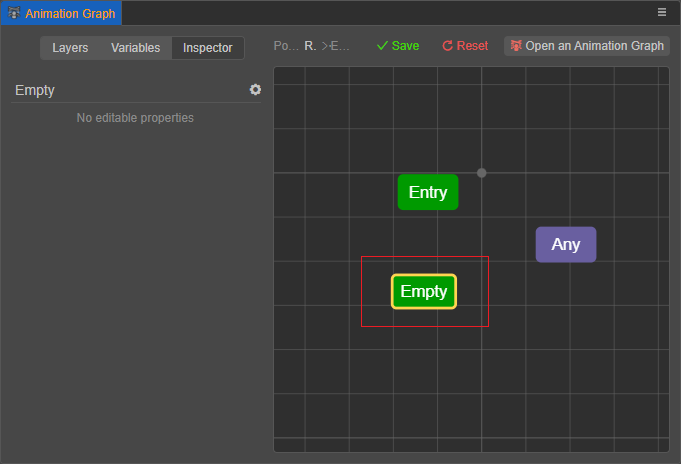 Animation Graph
Layers Variables Inspector
Po... R. >E... Save Reset Open an Animation Graph
Empty
No editable properties
Entry
Any
Empty